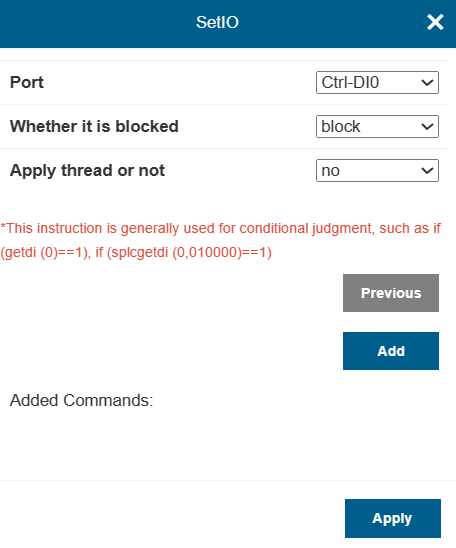 SetIO
Port Ctrl-DI0
Whether it is blocked block
Apply thread or not no
*This instruction is generally used for conditional judgment, such as if
(getdi (0)==1), if (splcgetdi (0,010000)==1)
Previous
Add
Added Commands:
Apply